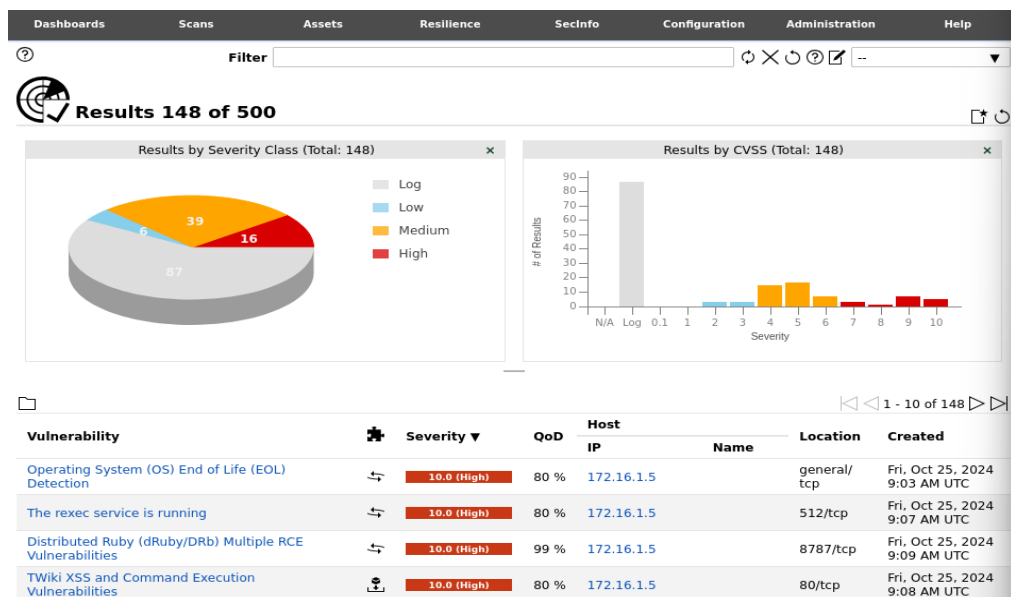 Dashboards Scans Assets Resilience SecInfo Configuration Administration Help
Filter --
Results 148 of 500
Results by Severity Class (Total: 148) ×
Log
Low
Medium
High
39
6
16
87
Results by CVSS (Total: 148) ×
# of Results
90
80
70
60
50
40
30
20
10
0
N/A Log 0.1 1 2 3 4 5 6 7 8 9 10
Severity
1 - 10 of 148
Vulnerability Severity ▼ QoD Host Location Created
IP Name
Operating System (OS) End of Life (EOL)
Detection
10.0 (High) 80 % 172.16.1.5
general/
tcp
Fri, Oct 25, 2024
9:03 AM UTC
The rexec service is running 10.0 (High) 80 % 172.16.1.5 512/tcp
Fri, Oct 25, 2024
9:07 AM UTC
Distributed Ruby (dRuby/DRb) Multiple RCE
Vulnerabilities
10.0 (High) 99 % 172.16.1.5 8787/tcp
Fri, Oct 25, 2024
9:09 AM UTC
TWiki XSS and Command Execution
Vulnerabilities
10.0 (High) 80 % 172.16.1.5 80/tcp
Fri, Oct 25, 2024
9:08 AM UTC